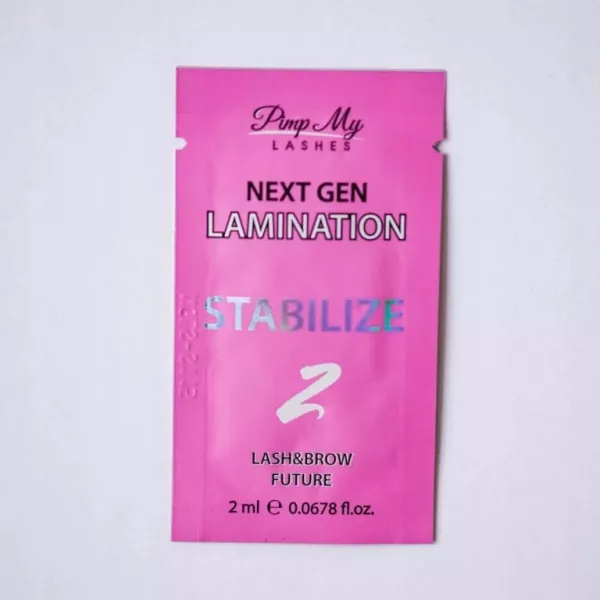 Pimp My
LASHES
NEXT GEN
LAMINATION
STABILIZE
2
LASH&BROW
FUTURE
2 ml ℮ 0.0678 fl.oz.